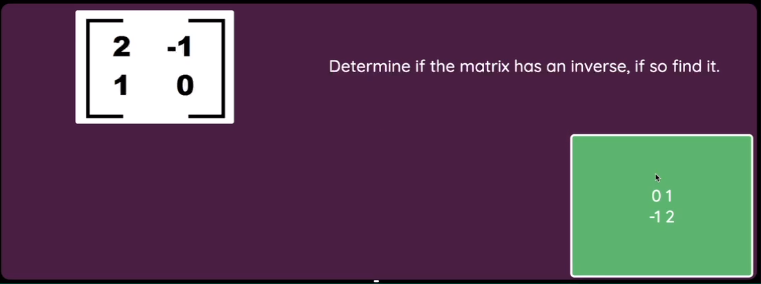 2 -1
1 0
Determine if the matrix has an inverse, if so find it.
0 1
-1 2